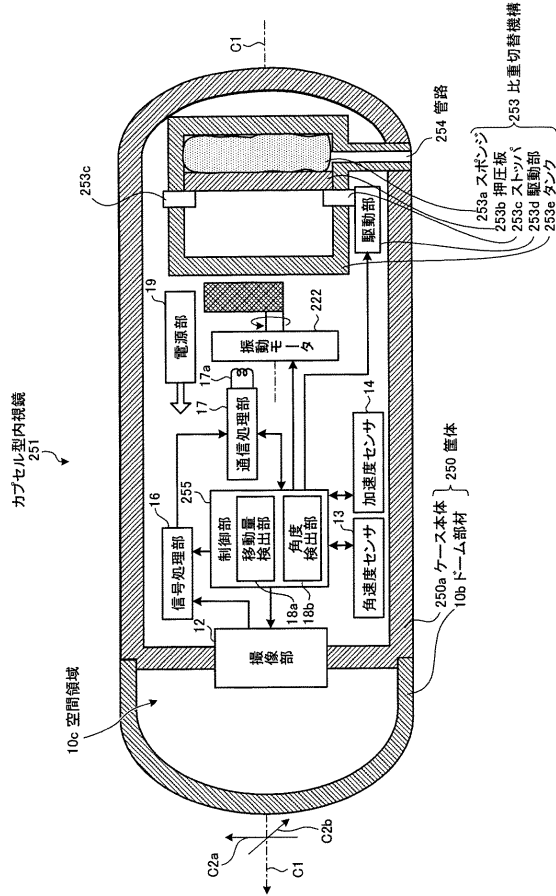 カプセル型内視鏡
251
10c 空間領域
16
信号処理部
12
撮像部
255
制御部
移動量
検出部
18a
角度
検出部
18b
17
17a
通信処理部
19
電源部
222
振動モータ
253c
C1
C2a
C2b
C1
13
角速度センサ
14
加速度センサ
駆動部
254 管路
253a スポンジ
253b 押圧板
253c ストッパ
253d 駆動部
253e タンク
253 比重切替機構
250a ケース本体
10b ドーム部材
250 筐体